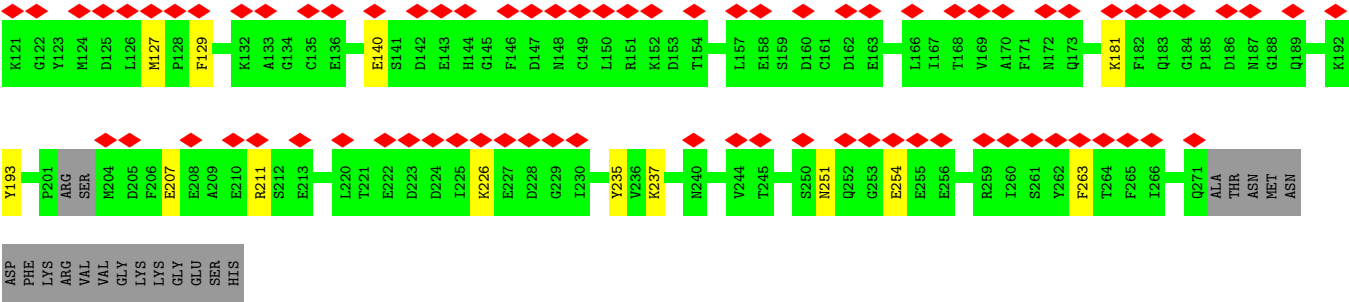 K121 G122 Y123 M124 D125 L126 M127 P128 F129 K132 A133 G134 C135 E136 E140 S141 D142 E143 H144 G145 F146 D147 N148 C149 L150 R151 K152 D153 T154 L157 E158 S159 D160 C161 D162 E163 L166 I167 T168 V169 A170 F171 N172 Q173 K181 F182 Q183 G184 P185 D186 N187 G188 Q189 K192
Y193 P201 ARG SER M204 D205 F206 E207 E208 A209 E210 R211 S212 E213 L220 T221 E222 D223 D224 I225 K226 E227 D228 G229 I230 Y235 V236 K237 N240 V244 T245 S250 N251 Q252 G253 E254 E255 E256 R259 I260 S261 Y262 F263 T264 F265 I266 Q271 ALA THR ASN MET ASN
ASP PHE LYS ARG VAL VAL GLY LYS LYS GLY GLU SER HIS